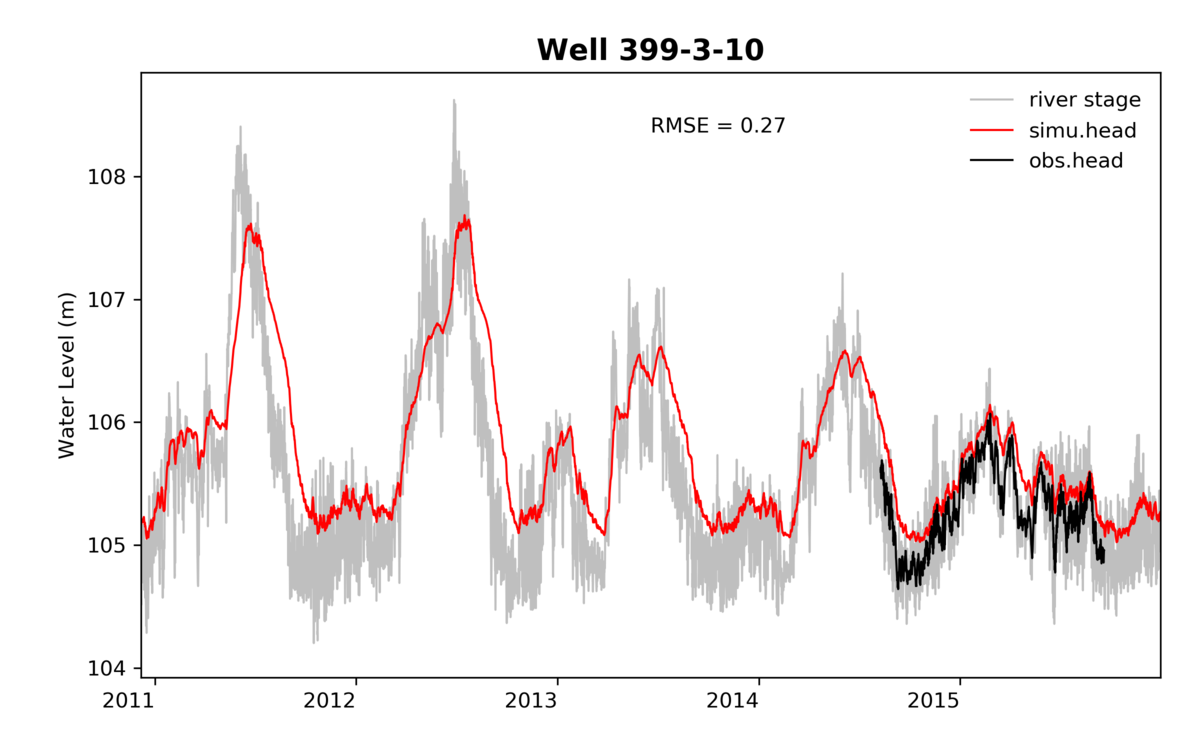 Well 399-3-10
RMSE = 0.27
river stage
simu.head
obs.head
Water Level (m)
108
107
106
105
104
2011
2012
2013
2014
2015